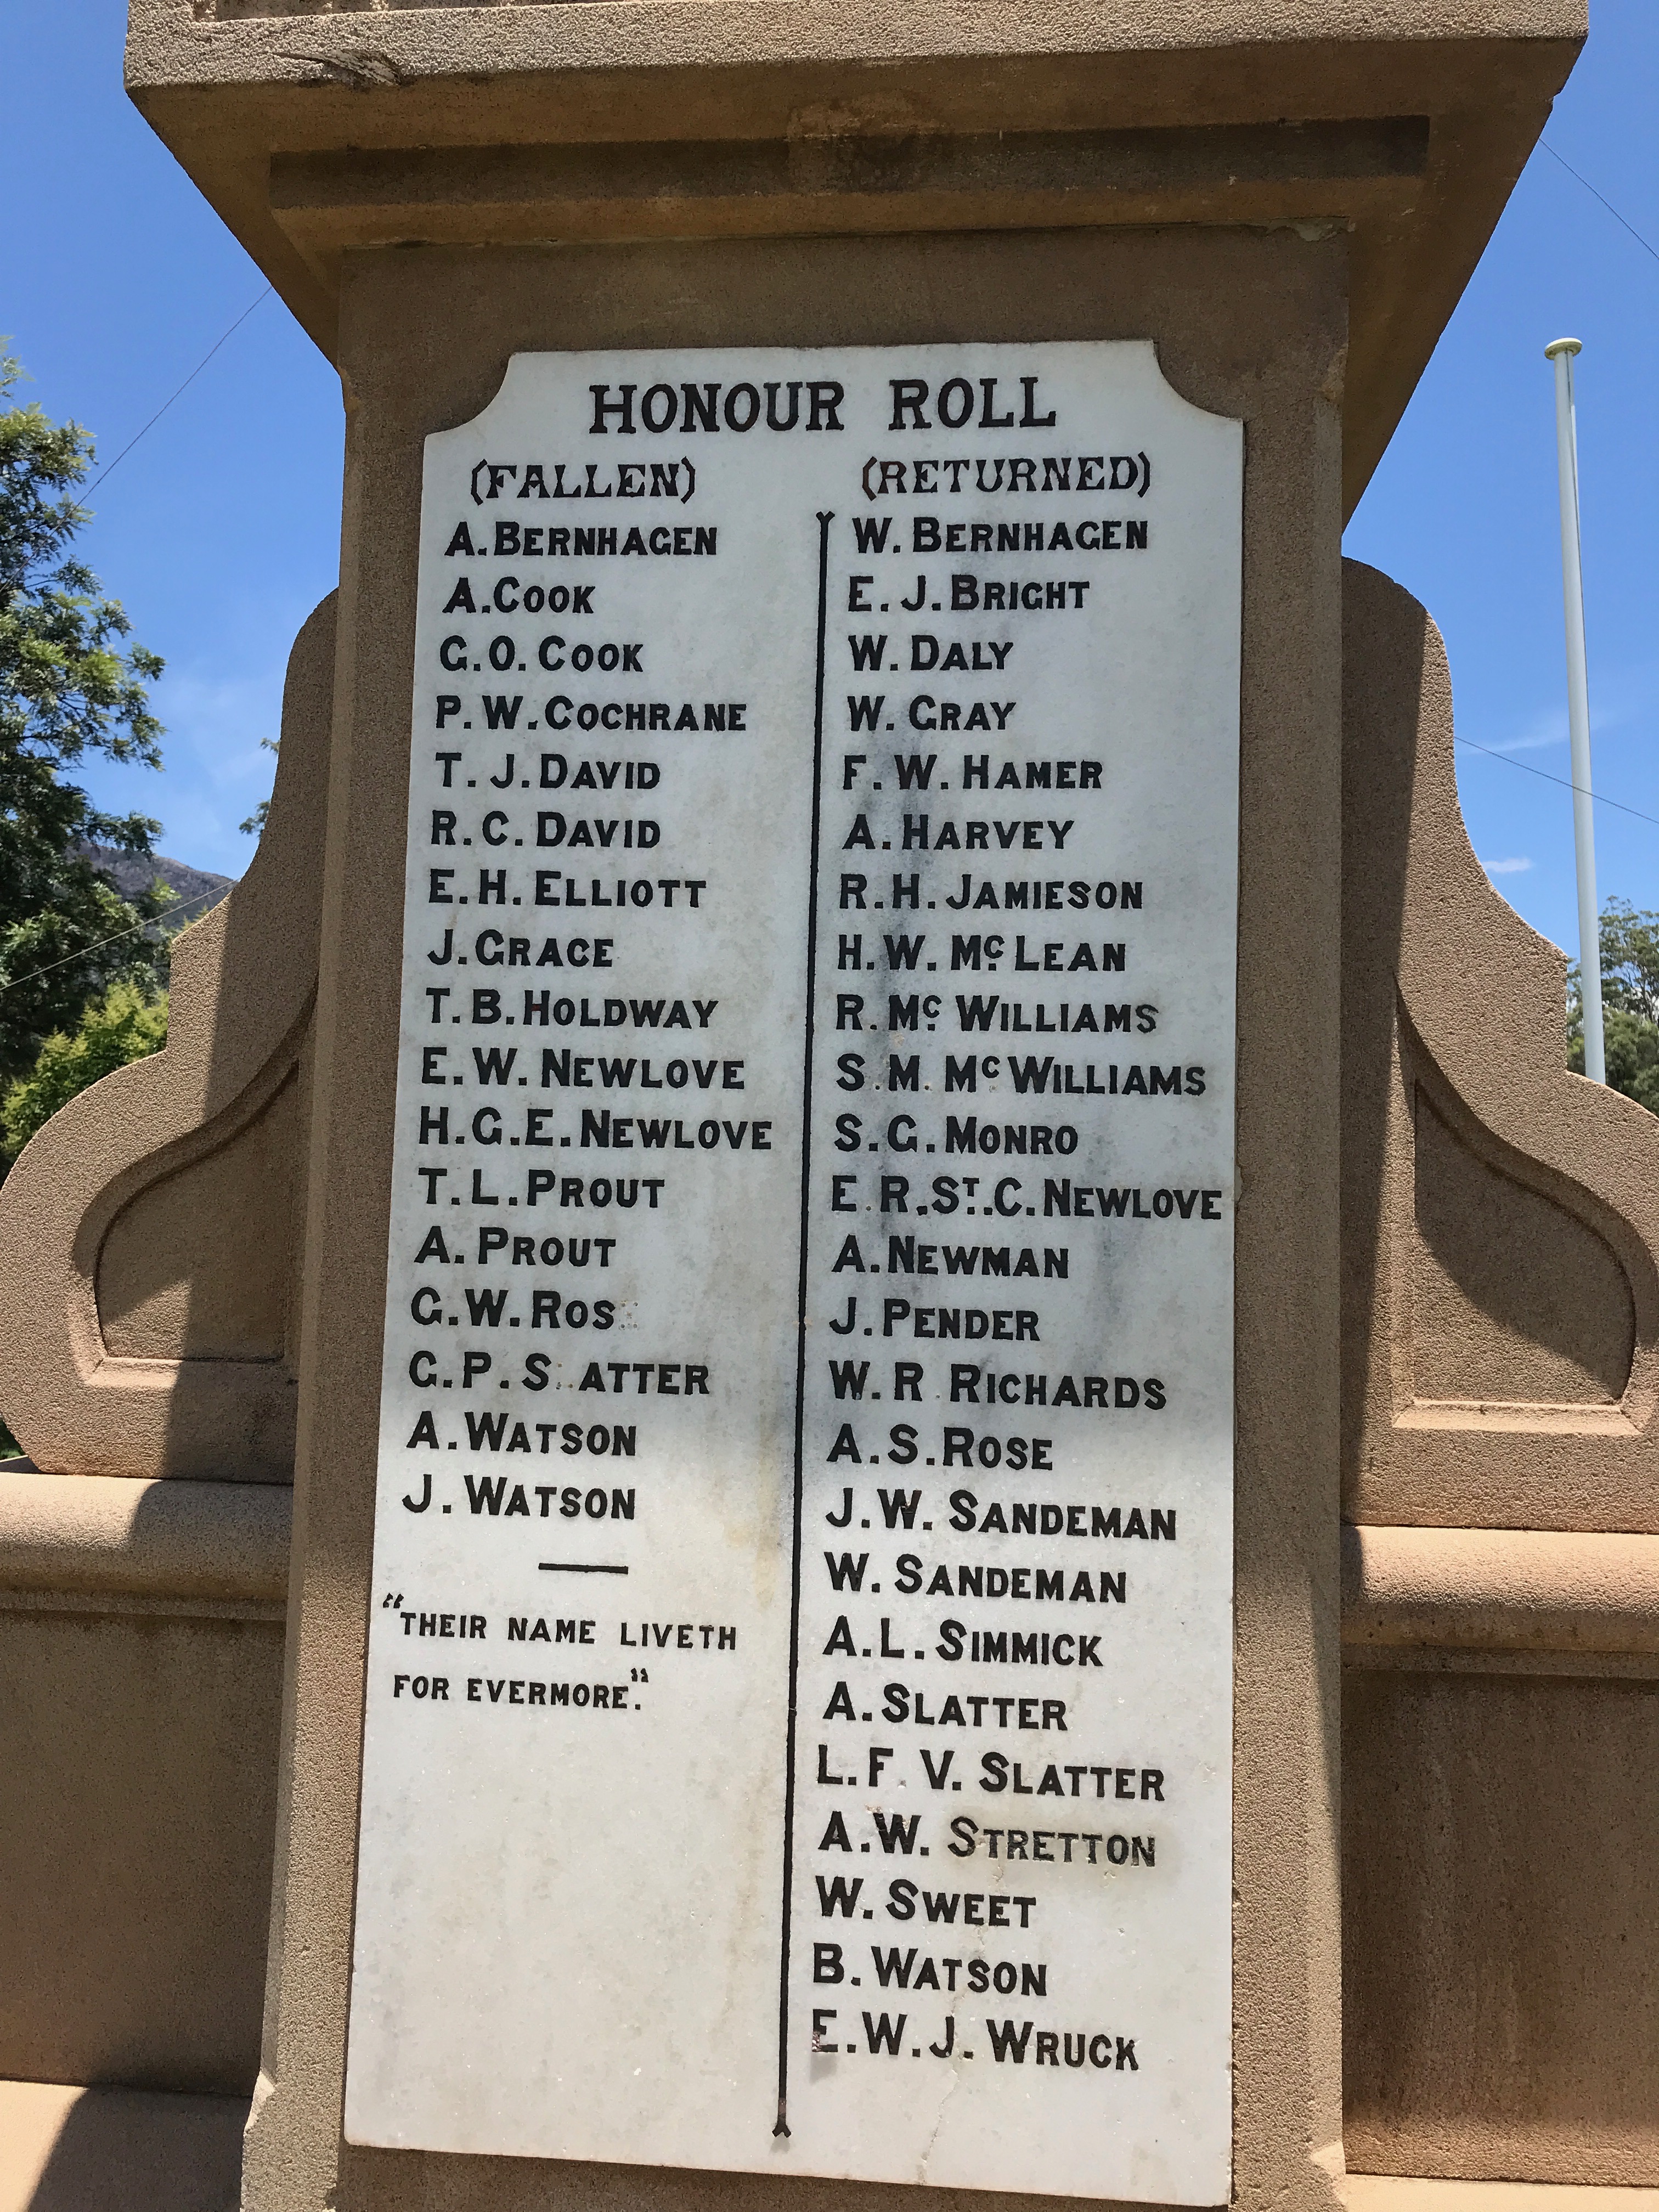 HONOUR ROLL
(FALLEN)
A. BERNHAGEN
A. COOK
G. O. COOK
P. W. COCHRANE
T. J. DAVID
R. C. DAVID
E. H. ELLIOTT
J. GRACE
T. B. HOLDWAY
E. W. NEWLOVE
H. G. E. NEWLOVE
T. L. PROUT
A. PROUT
G. W. ROS
G. P. S ATTER
A. WATSON
J. WATSON
"THEIR NAME LIVETH
FOR EVERMORE."
(RETURNED)
W. BERNHAGEN
E. J. BRIGHT
W. DALY
W. GRAY
F. W. HAMER
A. HARVEY
R. H. JAMIESON
H. W. Mc. LEAN
R. Mc. WILLIAMS
S. M. Mc WILLIAMS
S. G. MONRO
E. R. ST. C. NEWLOVE
A. NEWMAN
J. PENDER
W. R. RICHARDS
A. S. ROSE
J. W. SANDEMAN
W. SANDEMAN
A. L. SIMMICK
A. SLATTER
L. F. V. SLATTER
A. W. STRETTON
W. SWEET
B. WATSON
E. W. J. WRUCK